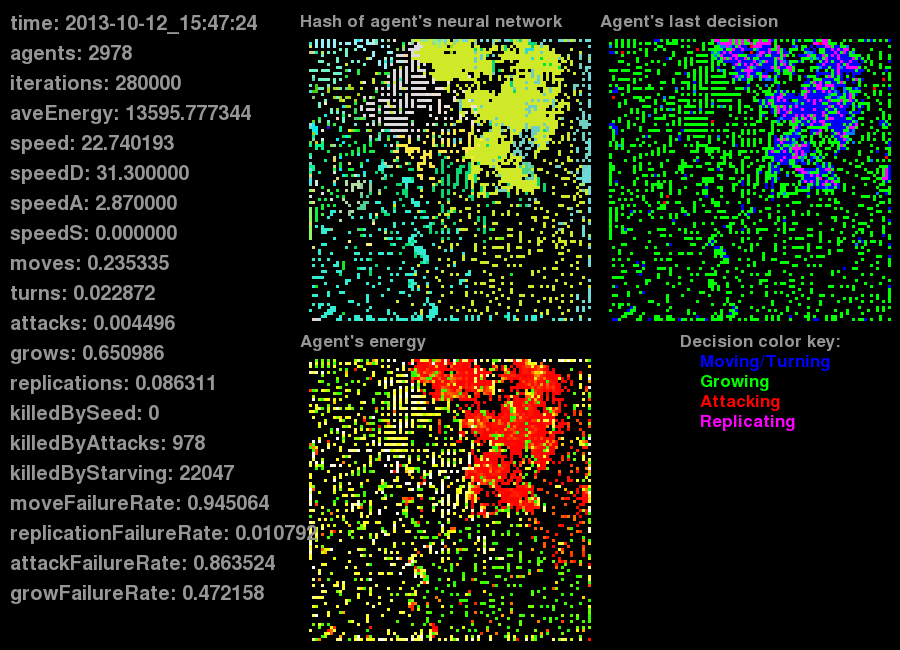 time: 2013-10-12_15:47:24
agents: 2978
iterations: 280000
aveEnergy: 13595.777344
speed: 22.740193
speedD: 31.300000
speedA: 2.870000
speedS: 0.000000
moves: 0.235335
turns: 0.022872
attacks: 0.004496
grows: 0.650986
replications: 0.086311
killedBySeed: 0
killedByAttacks: 978
killedByStarving: 22047
moveFailureRate: 0.945064
replicationFailureRate: 0.010792
attackFailureRate: 0.863524
growFailureRate: 0.472158
Hash of agent's neural network
Agent's last decision
Agent's energy
Decision color key:
Moving/Turning
Growing
Attacking
Replicating